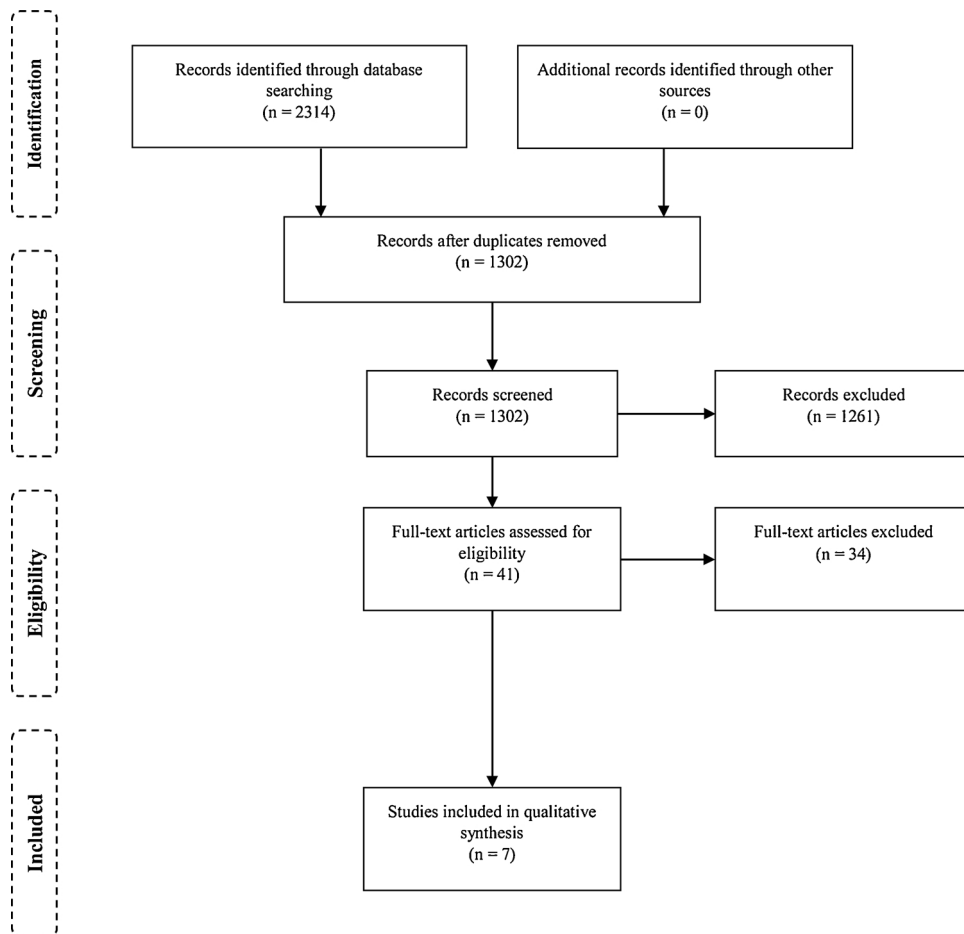 Identification
Records identified through database
searching
(n = 2314)
Additional records identified through other
sources
(n = 0)
Records after duplicates removed
(n = 1302)
Screening
Records screened
(n = 1302)
Records excluded
(n = 1261)
Eligibility
Full-text articles assessed for
eligibility
(n = 41)
Full-text articles excluded
(n = 34)
Included
Studies included in qualitative
synthesis
(n = 7)